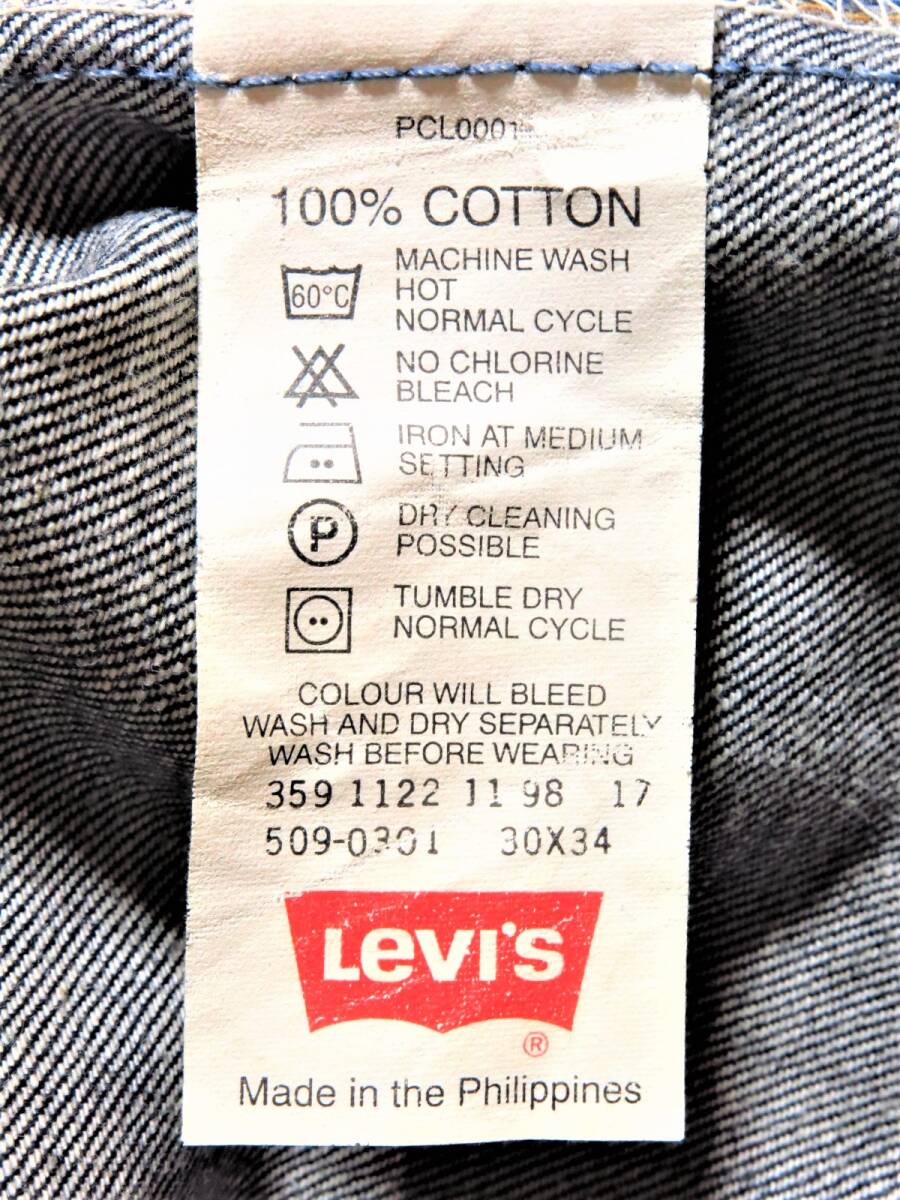 PCL0001
100% COTTON
60°C
MACHINE WASH
HOT
NORMAL CYCLE
NO CHLORINE
BLEACH
IRON AT MEDIUM
SETTING
P
DRY CLEANING
POSSIBLE
TUMBLE DRY
NORMAL CYCLE
COLOUR WILL BLEED
WASH AND DRY SEPARATELY
WASH BEFORE WEARING
359 1122 11 98 17
509-0301 30X34
Levi's
®
Made in the Philippines